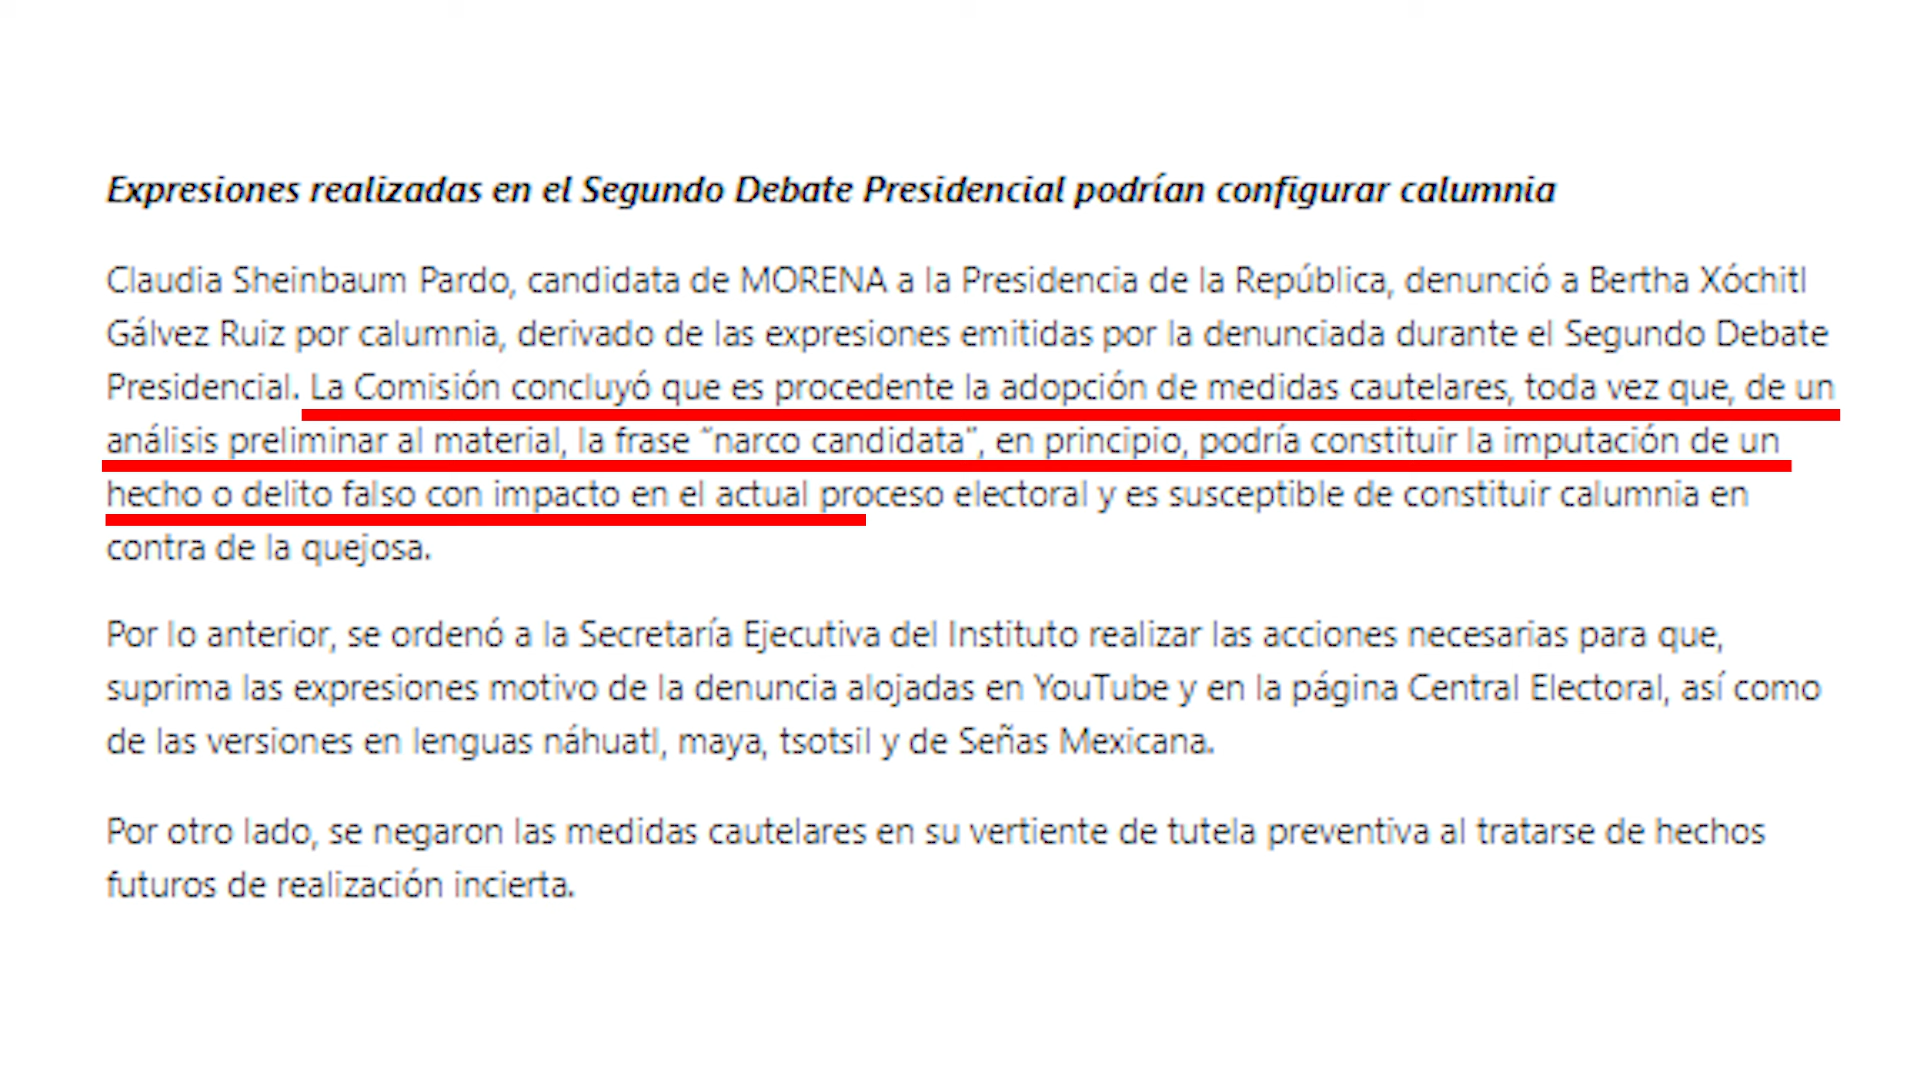 Expresiones realizadas en el Segundo Debate Presidencial podrían configurar calumnia
Claudia Sheinbaum Pardo, candidata de MORENA a la Presidencia de la República, denunció a Bertha Xóchitl
Gálvez Ruiz por calumnia, derivado de las expresiones emitidas por la denunciada durante el Segundo Debate
Presidencial. La Comisión concluyó que es procedente la adopción de medidas cautelares, toda vez que, de un
análisis preliminar al material, la frase “narco candidata”, en principio, podría constituir la imputación de un
hecho o delito falso con impacto en el actual proceso electoral y es susceptible de constituir calumnia en
contra de la quejosa.
Por lo anterior, se ordenó a la Secretaría Ejecutiva del Instituto realizar las acciones necesarias para que,
suprima las expresiones motivo de la denuncia alojadas en YouTube y en la página Central Electoral, así como
de las versiones en lenguas náhuatl, maya, tsotsil y de Señas Mexicana.
Por otro lado, se negaron las medidas cautelares en su vertiente de tutela preventiva al tratarse de hechos
futuros de realización incierta.